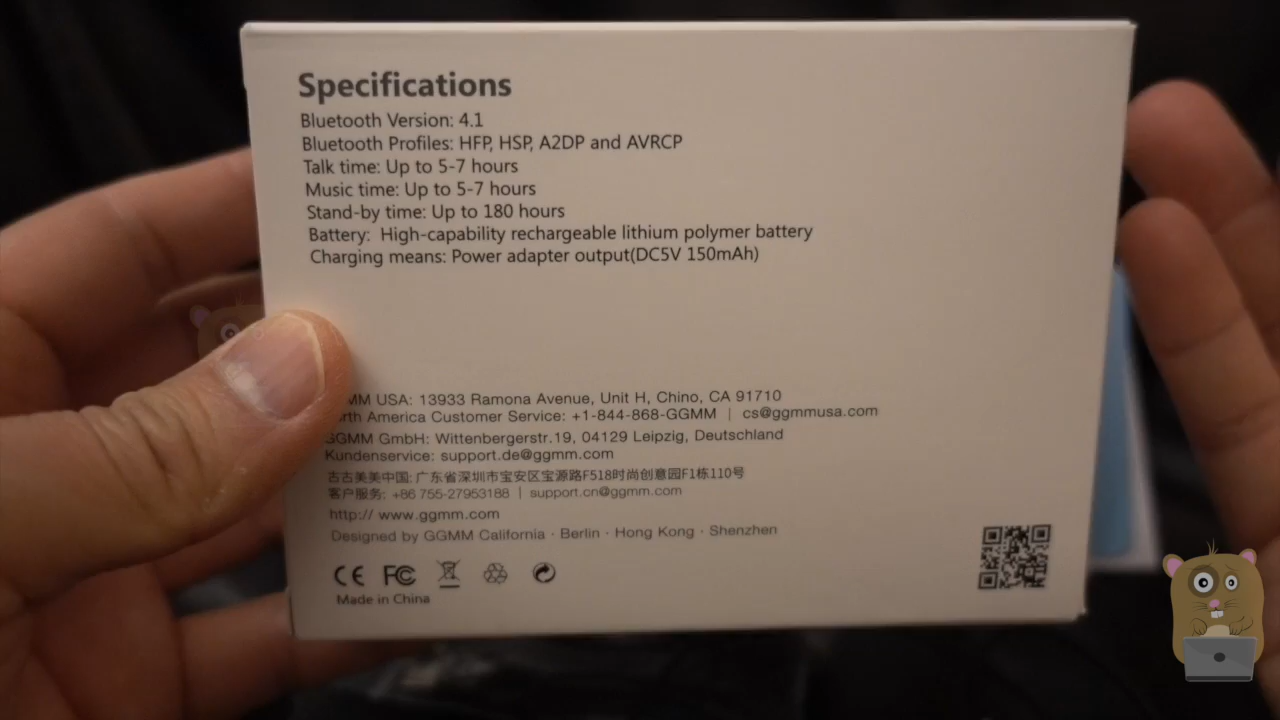 Specifications
Bluetooth Version: 4.1
Bluetooth Profiles: HFP, HSP, A2DP and AVRCP
Talk time: Up to 5-7 hours
Music time: Up to 5-7 hours
Stand-by time: Up to 180 hours
Battery: High-capability rechargeable lithium polymer battery
Charging means: Power adapter output(DC5V 150mAh)
USA: 13933 Ramona Avenue, Unit H, Chino, CA 91710
America Customer Service: +1-844-868-GGMM | cs@ggmmusa.com
GGMM GmbH: Wittenbergerstr.19, 04129 Leipzig, Deutschland
Kundenservice: support.de@ggmm.com
古古美美中国: 广东省深圳市宝安区宝源路F518时尚创意园F1栋110号
客户服务: +86 755-27953188 | support.cn@ggmm.com
http:// www.ggmm.com
Designed by GGMM California · Berlin · Hong Kong · Shenzhen
CE FC
Made in China